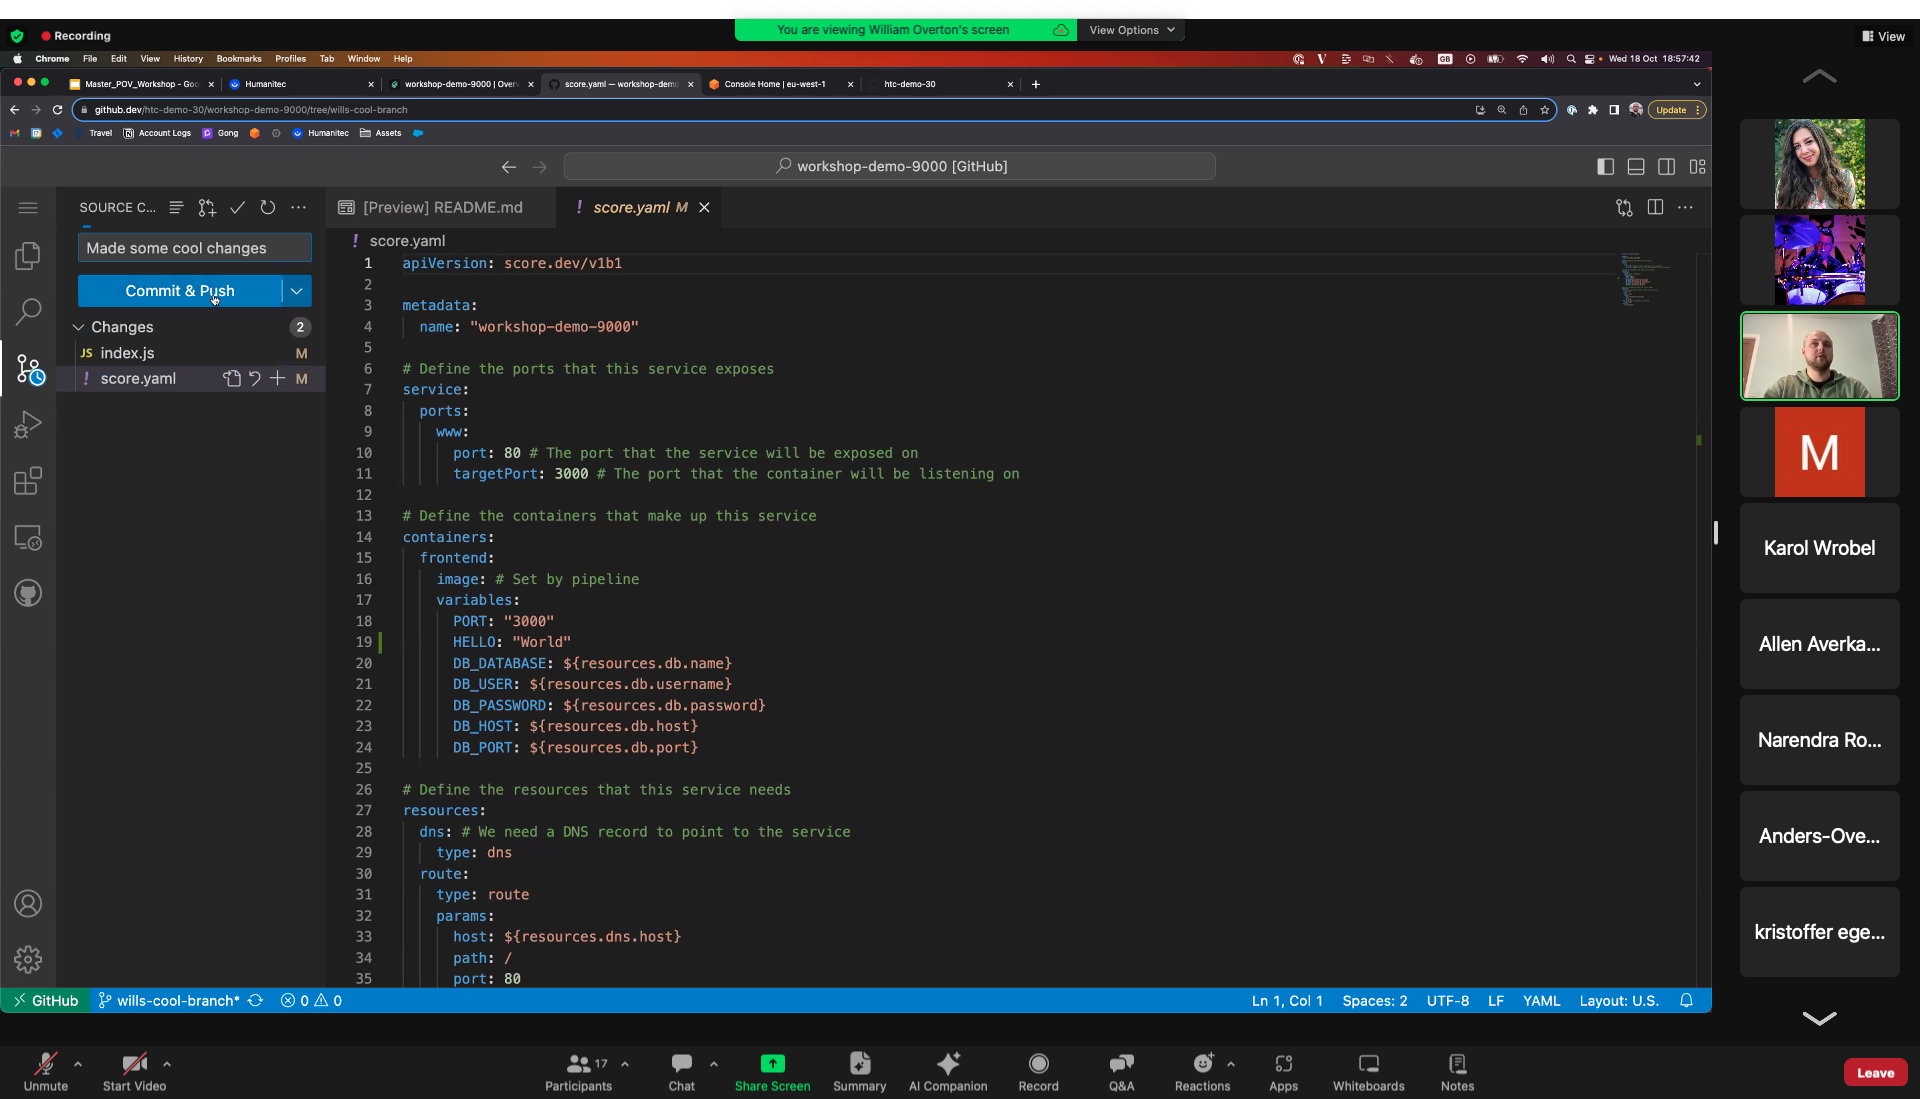 You are viewing William Overton's screen
View Options
View
Recording
Chrome File Edit View History Bookmarks Profiles Tab Window Help
GB
Wed 18 Oct 18:57:42
Master_POV_Workshop - Goo
Humanitec
workshop-demo-9000 | Over
score.yaml — workshop-demo
Console Home | eu-west-1
htc-demo-30
github.dev/htc-demo-30/workshop-demo-9000/tree/wills-cool-branch
Update
Travel
Account Logs
Gong
Humanitec
Assets
workshop-demo-9000 [GitHub]
SOURCE C...
[Preview] README.md
! score.yaml M
Made some cool changes
Commit & Push
Changes 2
JS index.js M
! score.yaml M
! score.yaml
1 apiVersion: score.dev/v1b1
2
3 metadata:
4 name: "workshop-demo-9000"
5
6 # Define the ports that this service exposes
7 service:
8 ports:
9 www:
10 port: 80 # The port that the service will be exposed on
11 targetPort: 3000 # The port that the container will be listening on
12
13 # Define the containers that make up this service
14 containers:
15 frontend:
16 image: # Set by pipeline
17 variables:
18 PORT: "3000"
19 HELLO: "World"
20 DB_DATABASE: ${resources.db.name}
21 DB_USER: ${resources.db.username}
22 DB_PASSWORD: ${resources.db.password}
23 DB_HOST: ${resources.db.host}
24 DB_PORT: ${resources.db.port}
25
26 # Define the resources that this service needs
27 resources:
28 dns: # We need a DNS record to point to the service
29 type: dns
30 route:
31 type: route
32 params:
33 host: ${resources.dns.host}
34 path: /
35 port: 80
GitHub
wills-cool-branch*
0 0
Ln 1, Col 1
Spaces: 2
UTF-8
LF
YAML
Layout: U.S.
M
Karol Wrobel
Allen Averka...
Narendra Ro...
Anders-Ove...
kristoffer ege...
Unmute
Start Video
17
Participants
Chat
Share Screen
Summary
AI Companion
Record
Q&A
Reactions
Apps
Whiteboards
Notes
Leave